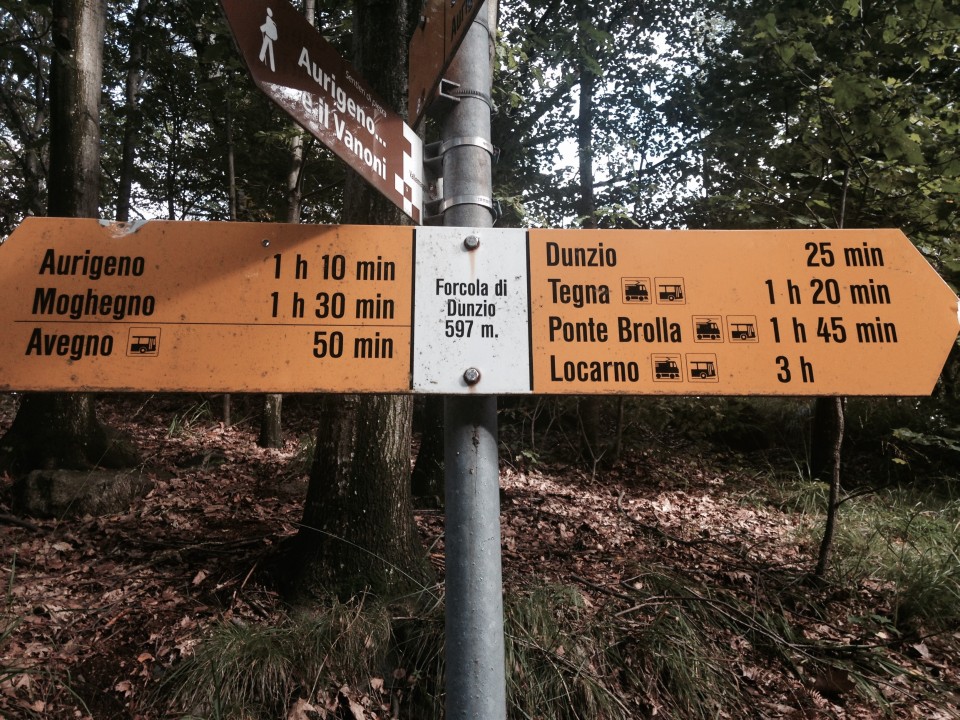 Aurigeno...
e il Vanoni
Aurigeno 1 h 10 min
Moghegno 1 h 30 min
Avegno 50 min
Forcola di
Dunzio
597 m.
Dunzio 25 min
Tegna 1 h 20 min
Ponte Brolla 1 h 45 min
Locarno 3 h